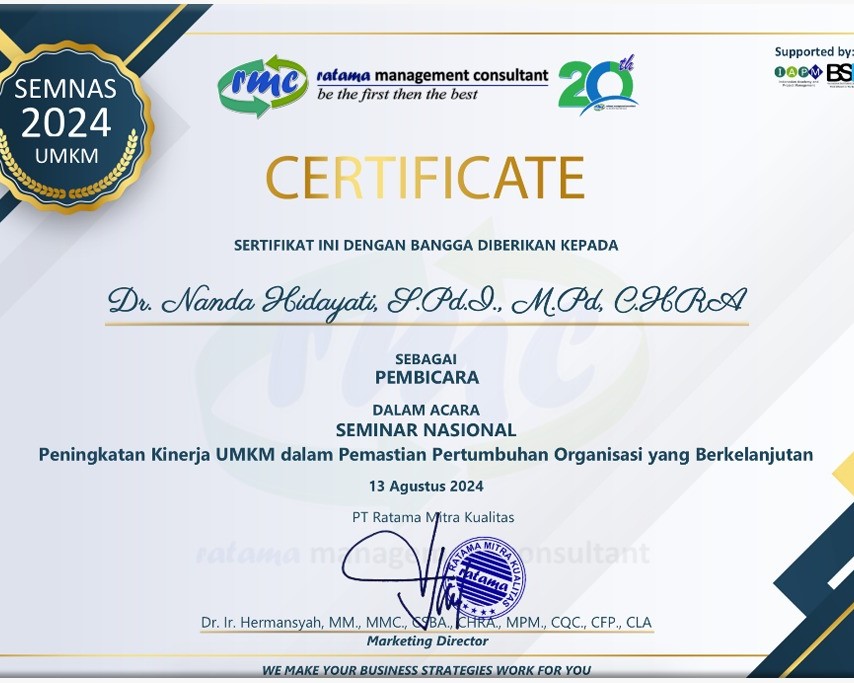 SEMNAS
2024
UMKM
rmc
ratama management consultant
be the first then the best
20th
Supported by:
IAPM
CERTIFICATE
SERTIFIKAT INI DENGAN BANGGA DIBERIKAN KEPADA
Dr. Nanda Hidayati, S.Pd.I., M.Pd, C.HRA
SEBAGAI
PEMBICARA
DALAM ACARA
SEMINAR NASIONAL
Peningkatan Kinerja UMKM dalam Pemastian Pertumbuhan Organisasi yang Berkelanjutan
13 Agustus 2024
PT Ratama Mitra Kualitas
rmc
ratama management consultant
PT RATAMA MITRA KUALITAS
ratama
Dr. Ir. Hermansyah, MM., MMC., CSBA., CHRA., MPM., CQC., CFP., CLA
Marketing Director
WE MAKE YOUR BUSINESS STRATEGIES WORK FOR YOU